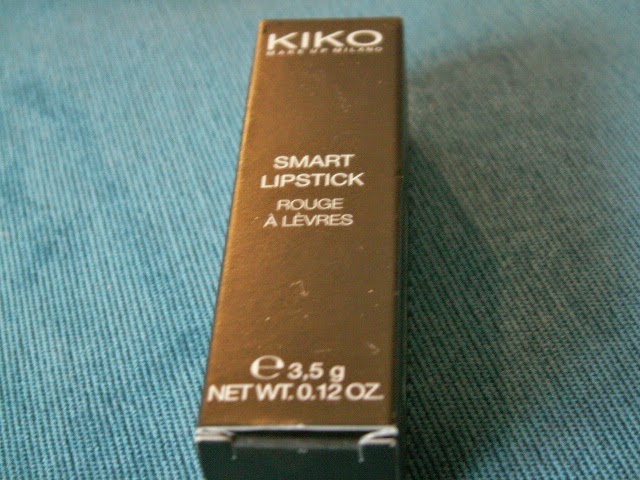 KIKO
MAKE UP MILANO
SMART
LIPSTICK
ROUGE
À LÈVRES
e 3,5 g
NET WT. 0.12 OZ.